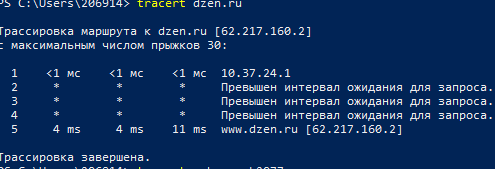 PS C:\Users\206914> tracert dzen.ru
Трассировка маршрута к dzen.ru [62.217.160.2]
с максимальным числом прыжков 30:
1 <1 мс <1 мс <1 мс 10.37.24.1
2 * * * Превышен интервал ожидания для запроса.
3 * * * Превышен интервал ожидания для запроса.
4 * * * Превышен интервал ожидания для запроса.
5 4 ms 4 ms 11 ms www.dzen.ru [62.217.160.2]
Трассировка завершена.